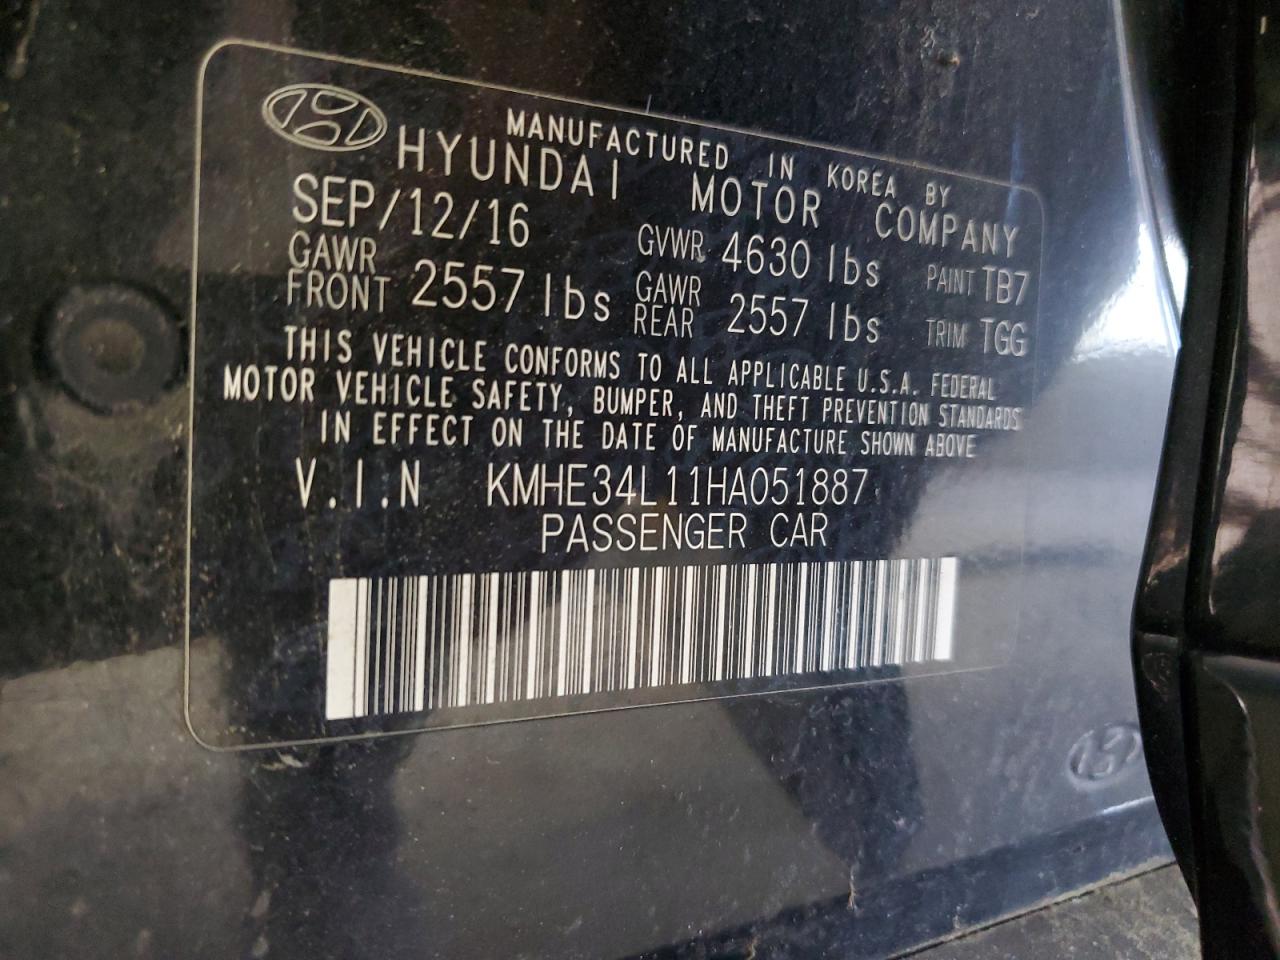 MANUFACTURED IN KOREA BY
HYUNDAI MOTOR COMPANY
SEP/12/16 GVWR 4630 lbs PAINT TB7
GAWR FRONT 2557 lbs GAWR REAR 2557 lbs TRIM TGG
THIS VEHICLE CONFORMS TO ALL APPLICABLE U.S.A. FEDERAL
MOTOR VEHICLE SAFETY, BUMPER, AND THEFT PREVENTION STANDARDS
IN EFFECT ON THE DATE OF MANUFACTURE SHOWN ABOVE
V.I.N KMHE34L11HA051887
PASSENGER CAR